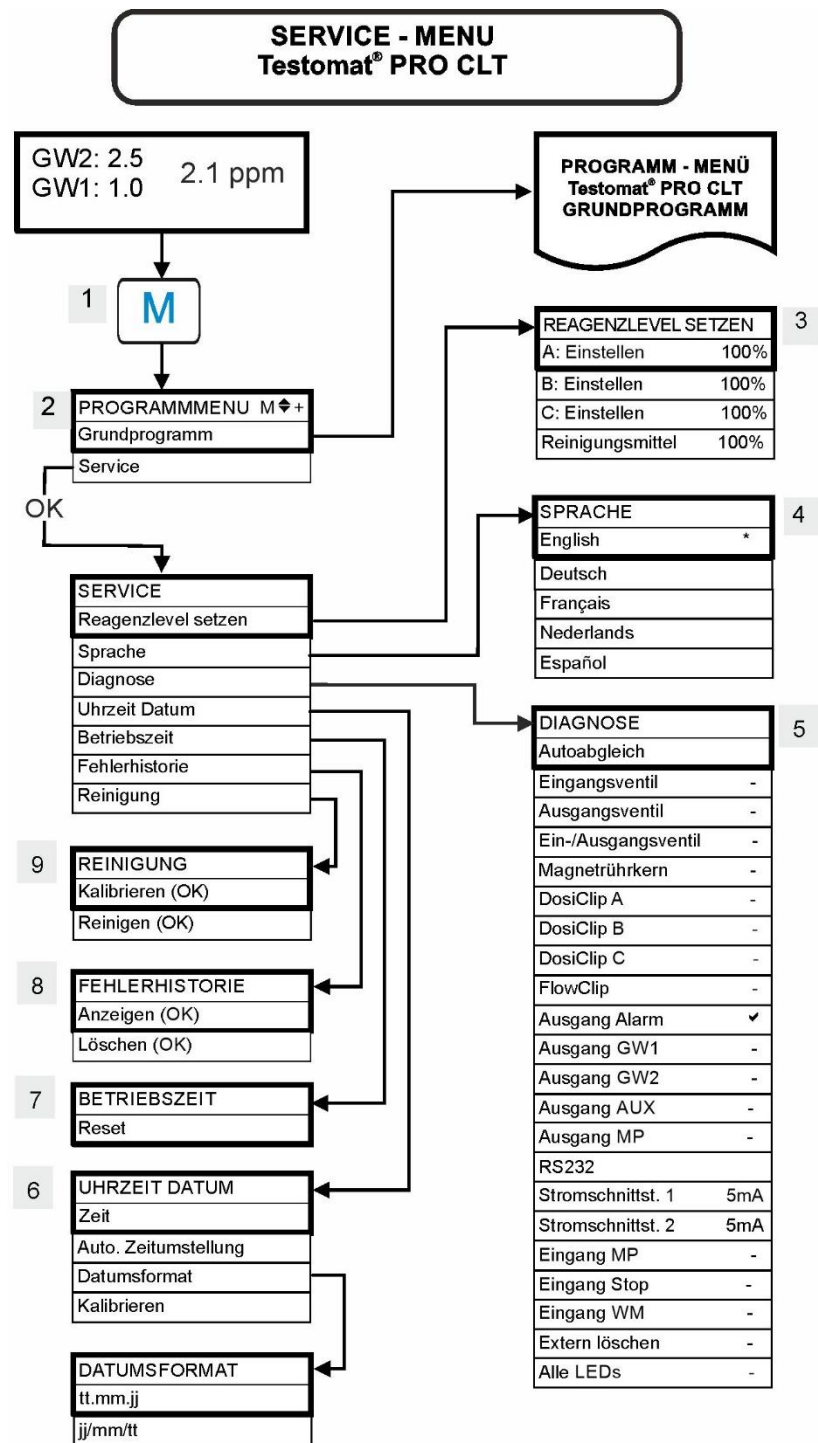 SERVICE - MENU
Testomat® PRO CLT
GW2: 2.5
GW1: 1.0
2.1 ppm
PROGRAMM - MENÜ
Testomat® PRO CLT
GRUNDPROGRAMM
1
M
2
PROGRAMMMENU M+
Grundprogramm
Service
OK
3
REAGENZLEVEL SETZEN
A: Einstellen 100%
B: Einstellen 100%
C: Einstellen 100%
Reinigungsmittel 100%
4
SPRACHE
English *
Deutsch
Français
Nederlands
Español
SERVICE
Reagenzlevel setzen
Sprache
Diagnose
Uhrzeit Datum
Betriebszeit
Fehlerhistorie
Reinigung
5
DIAGNOSE
Autoabgleich
Eingangsventil -
Ausgangsventil -
Ein-/Ausgangsventil -
Magnetrührkern -
DosiClip A -
DosiClip B -
DosiClip C -
FlowClip -
Ausgang Alarm ✔
Ausgang GW1 -
Ausgang GW2 -
Ausgang AUX -
Ausgang MP -
RS232
Stromschnittst. 1 5mA
Stromschnittst. 2 5mA
Eingang MP -
Eingang Stop -
Eingang WM -
Extern löschen -
Alle LEDs -
9
REINIGUNG
Kalibrieren (OK)
Reinigen (OK)
8
FEHLERHISTORIE
Anzeigen (OK)
Löschen (OK)
7
BETRIEBSZEIT
Reset
6
UHRZEIT DATUM
Zeit
Auto. Zeitumstellung
Datumsformat
Kalibrieren
DATUMSFORMAT
tt.mm.jj
jj/mm/tt